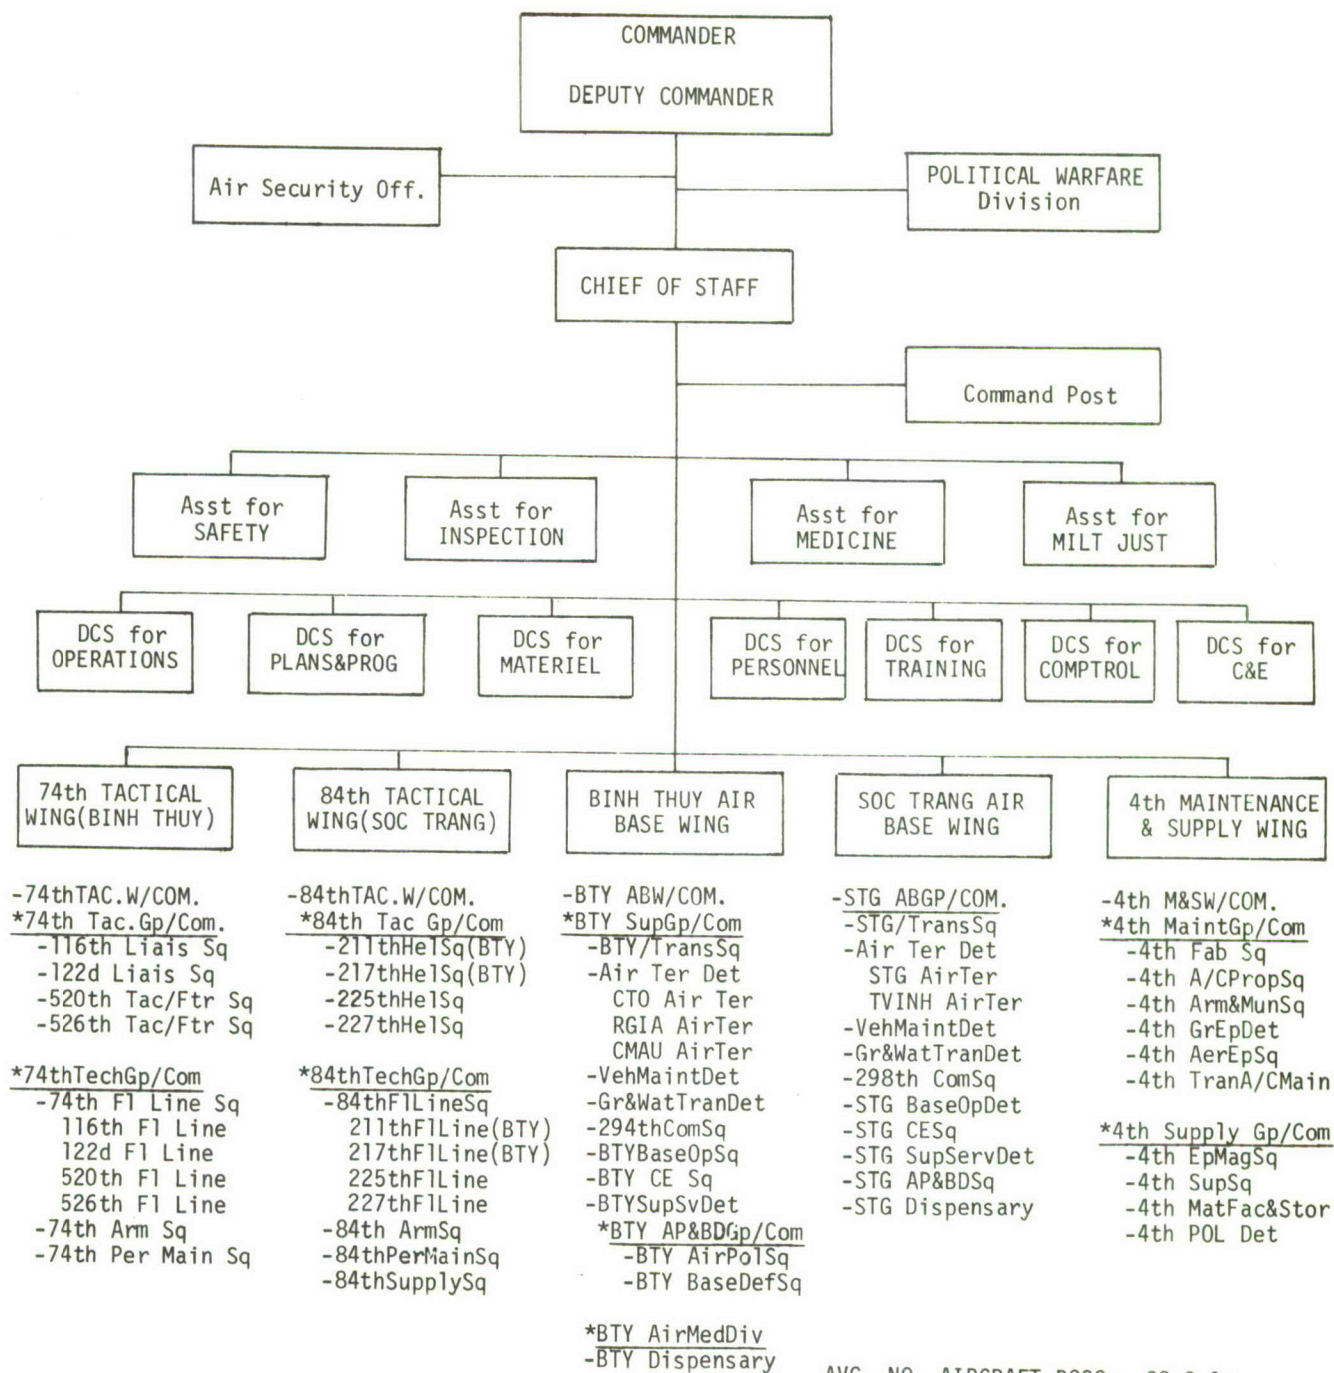 COMMANDER
DEPUTY COMMANDER
Air Security Off.
POLITICAL WARFARE
Division
CHIEF OF STAFF
Command Post
Asst for
SAFETY
Asst for
INSPECTION
Asst for
MEDICINE
Asst for
MILT JUST
DCS for
OPERATIONS
DCS for
PLANS&PROG
DCS for
MATERIEL
DCS for
PERSONNEL
DCS for
TRAINING
DCS for
COMPTROL
DCS for
C&E
74th TACTICAL
WING(BINH THUY)
84th TACTICAL
WING(SOC TRANG)
BINH THUY AIR
BASE WING
SOC TRANG AIR
BASE WING
4th MAINTENANCE
& SUPPLY WING
-74thTAC.W/COM.
*74th Tac.Gp/Com.
-116th Liais Sq
-122d Liais Sq
-520th Tac/Ftr Sq
-526th Tac/Ftr Sq
*74thTechGp/Com
-74th Fl Line Sq
116th Fl Line
122d Fl Line
520th Fl Line
526th Fl Line
-74th Arm Sq
-74th Per Main Sq
-84thTAC.W/COM.
*84th Tac Gp/Com
-211thHelSq(BTY)
-217thHelSq(BTY)
-225thHelSq
-227thHelSq
*84thTechGp/Com
-84thFlLineSq
211thFlLine(BTY)
217thFlLine(BTY)
225thFlLine
227thFlLine
-84th ArmSq
-84thPerMainSq
-84thSupplySq
-BTY ABW/COM.
*BTY SupGp/Com
-BTY/TransSq
-Air Ter Det
CTO Air Ter
RGIA AirTer
CMAU AirTer
-VehMaintDet
-Gr&WatTranDet
-294thComSq
-BTYBaseOpSq
-BTY CE Sq
-BTYSupSvDet
*BTY AP&BDGp/Com
-BTY AirPolSq
-BTY BaseDefSq
*BTY AirMedDiv
-BTY Dispensary
-STG ABGP/COM.
-STG/TransSq
-Air Ter Det
STG AirTer
TVINH AirTer
-VehMaintDet
-Gr&WatTranDet
-298th ComSq
-STG BaseOpDet
-STG CESq
-STG SupServDet
-STG AP&BDSq
-STG Dispensary
-4th M&SW/COM.
*4th MaintGp/Com
-4th Fab Sq
-4th A/CPropSq
-4th Arm&MunSq
-4th GrEpDet
-4th AerEpSq
-4th TranA/CMain
*4th Supply Gp/Com
-4th EpMagSq
-4th SupSq
-4th MatFac&Stor
-4th POL Det